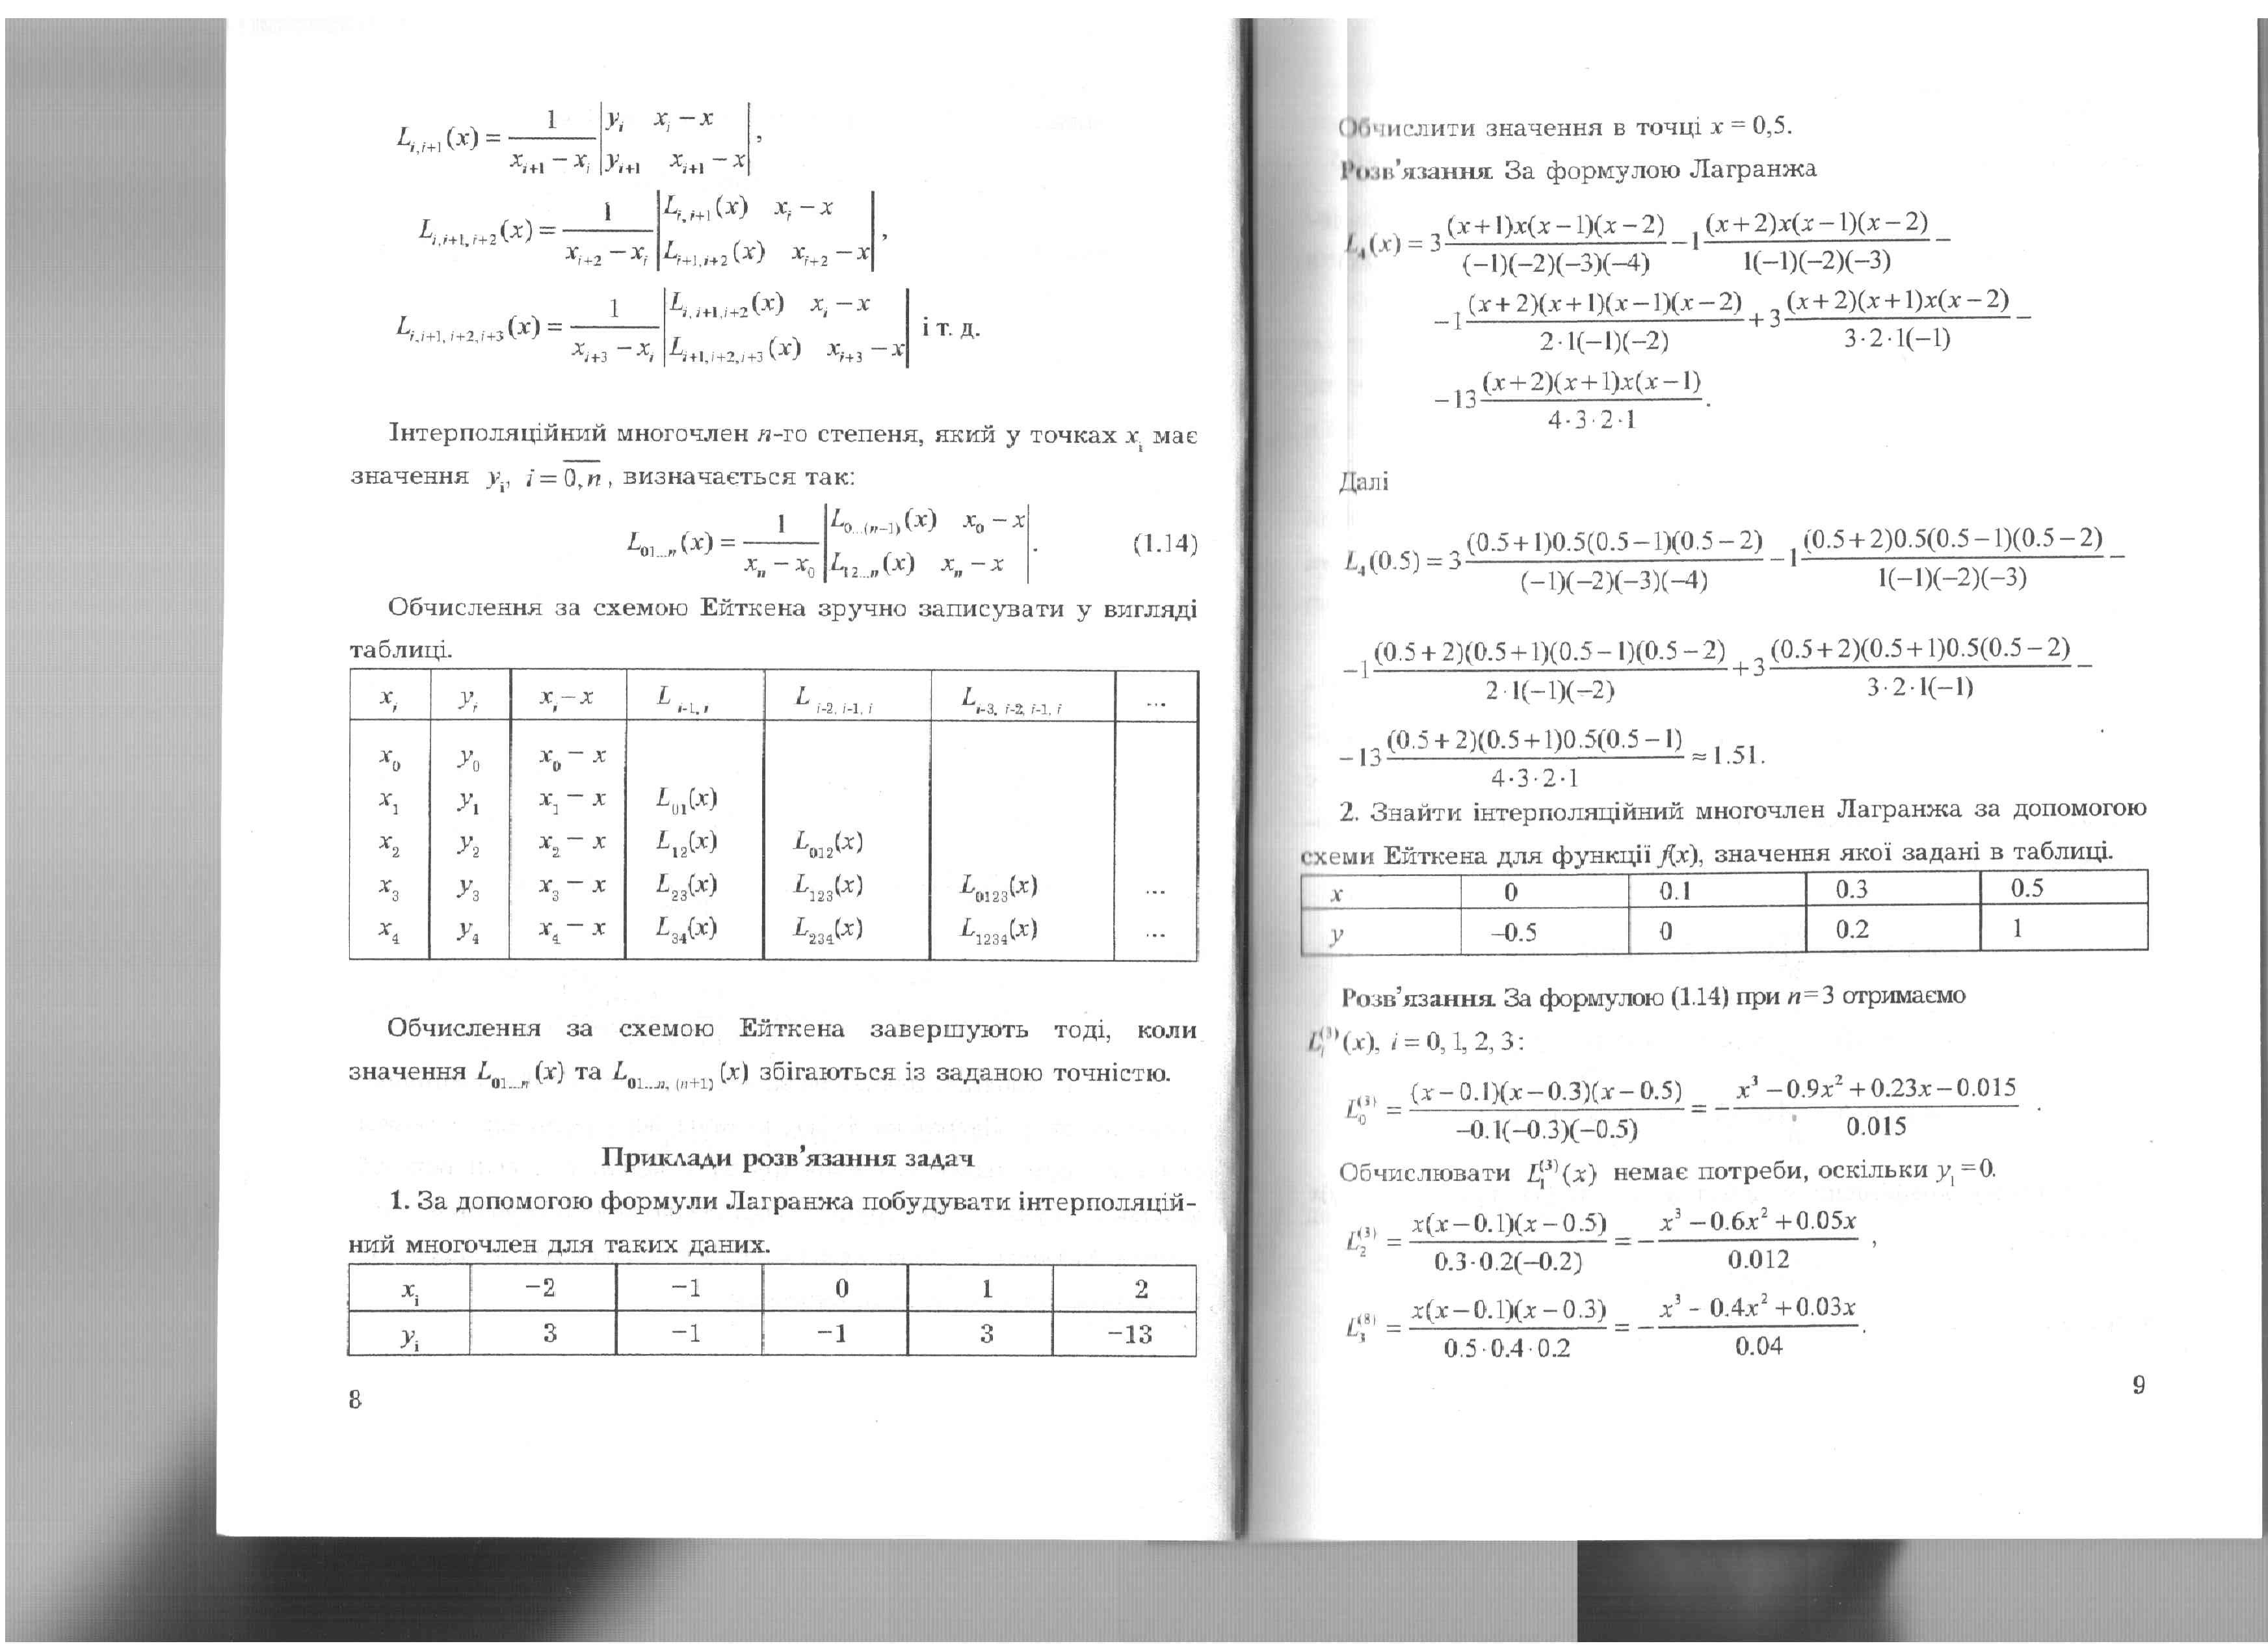 L_{i,i+1}(x) = \frac{1}{x_{i+1} - x_i} \begin{vmatrix} y_i & x_i - x \\ y_{i+1} & x_{i+1} - x \end{vmatrix},
L_{i,i+1,i+2}(x) = \frac{1}{x_{i+2} - x_i} \begin{vmatrix} L_{i,i+1}(x) & x_i - x \\ L_{i+1,i+2}(x) & x_{i+2} - x \end{vmatrix},
L_{i,i+1,i+2,i+3}(x) = \frac{1}{x_{i+3} - x_i} \begin{vmatrix} L_{i,i+1,i+2}(x) & x_i - x \\ L_{i+1,i+2,i+3}(x) & x_{i+3} - x \end{vmatrix} і т. д.
Інтерполяційний многочлен n-го степеня, який у точках x_i має
значення y_i, i = \overline{0,n}, визначається так:
L_{01...n}(x) = \frac{1}{x_n - x_0} \begin{vmatrix} L_{0...(n-1)}(x) & x_0 - x \\ L_{12...n}(x) & x_n - x \end{vmatrix}. (1.14)
Обчислення за схемою Ейткена зручно записувати у вигляді
таблиці.
x_i y_i x_i - x L_{i-1, i} L_{i-2, i-1, i} L_{i-3, i-2, i-1, i} ...
x_0 y_0 x_0 - x
x_1 y_1 x_1 - x L_{01}(x)
x_2 y_2 x_2 - x L_{12}(x) L_{012}(x)
x_3 y_3 x_3 - x L_{23}(x) L_{123}(x) L_{0123}(x) ...
x_4 y_4 x_4 - x L_{34}(x) L_{234}(x) L_{1234}(x) ...
Обчислення за схемою Ейткена завершують тоді, коли
значення L_{01...n}(x) та L_{01...n, (n+1)}(x) збігаються із заданою точністю.
Приклади розв’язання задач
1. За допомогою формули Лагранжа побудувати інтерполяцій-
ний многочлен для таких даних.
x_i -2 -1 0 1 2
y_i 3 -1 -1 3 -13
8
Обчислити значення в точці x = 0,5.
Розв’язання. За формулою Лагранжа
L_4(x) = 3\frac{(x+1)x(x-1)(x-2)}{(-1)(-2)(-3)(-4)} - 1\frac{(x+2)x(x-1)(x-2)}{1(-1)(-2)(-3)} -
-1\frac{(x+2)(x+1)(x-1)(x-2)}{2·1(-1)(-2)} + 3\frac{(x+2)(x+1)x(x-2)}{3·2·1(-1)} -
-13\frac{(x+2)(x+1)x(x-1)}{4·3·2·1}.
Далі
L_4(0.5) = 3\frac{(0.5+1)0.5(0.5-1)(0.5-2)}{(-1)(-2)(-3)(-4)} - 1\frac{(0.5+2)0.5(0.5-1)(0.5-2)}{1(-1)(-2)(-3)} -
-1\frac{(0.5+2)(0.5+1)(0.5-1)(0.5-2)}{2·1(-1)(-2)} + 3\frac{(0.5+2)(0.5+1)0.5(0.5-2)}{3·2·1(-1)} -
-13\frac{(0.5+2)(0.5+1)0.5(0.5-1)}{4·3·2·1} ≈ 1.51.
2. Знайти інтерполяційний многочлен Лагранжа за допомогою
схеми Ейткена для функції f(x), значення якої задані в таблиці.
x 0 0.1 0.3 0.5
y -0.5 0 0.2 1
Розв’язання. За формулою (1.14) при n=3 отримаємо
L_i^{(3)}(x), i = 0, 1, 2, 3:
L_0^{(3)} = \frac{(x-0.1)(x-0.3)(x-0.5)}{-0.1(-0.3)(-0.5)} = -\frac{x^3 - 0.9x^2 + 0.23x - 0.015}{0.015}.
Обчислювати L_1^{(3)}(x) немає потреби, оскільки y_1 = 0.
L_2^{(3)} = \frac{x(x-0.1)(x-0.5)}{0.3·0.2(-0.2)} = -\frac{x^3 - 0.6x^2 + 0.05x}{0.012},
L_3^{(8)} = \frac{x(x-0.1)(x-0.3)}{0.5·0.4·0.2} = -\frac{x^3 - 0.4x^2 + 0.03x}{0.04}.
9